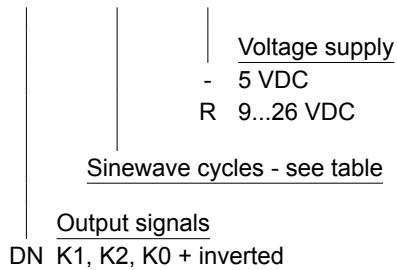 Voltage supply
- 5 VDC
R 9...26 VDC
Sinewave cycles - see table
Output signals
DN K1, K2, K0 + inverted